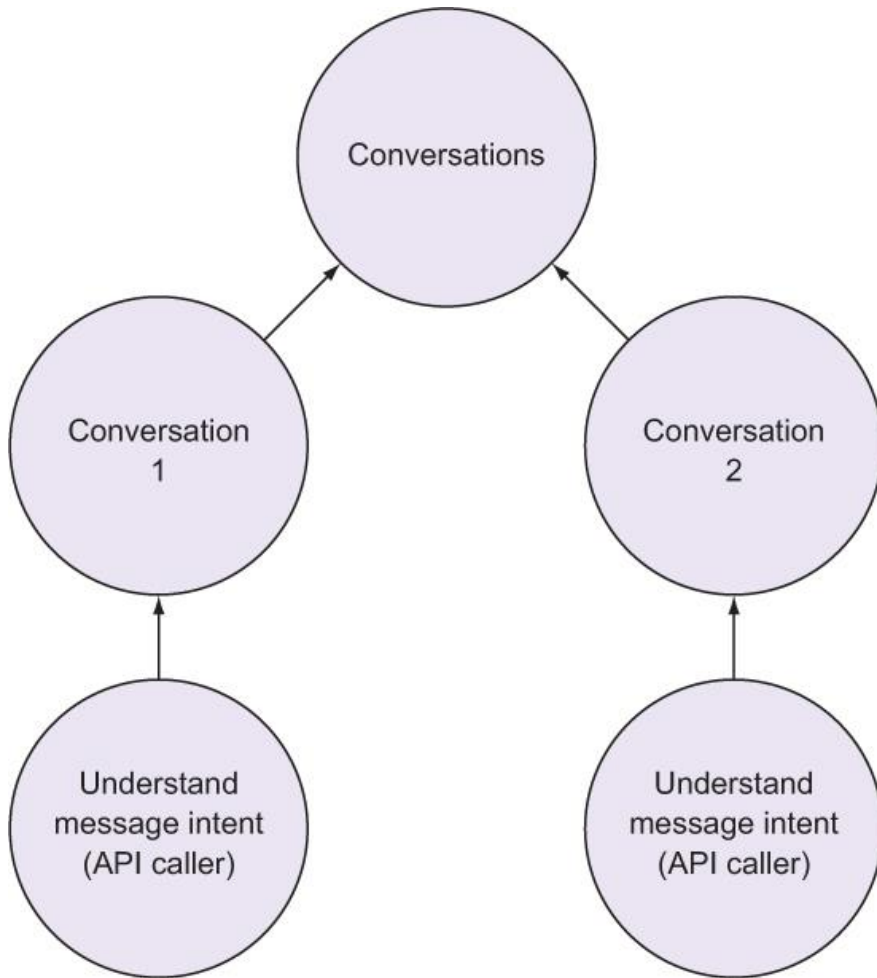 Conversations
Conversation
1
Conversation
2
Understand
message intent
(API caller)
Understand
message intent
(API caller)